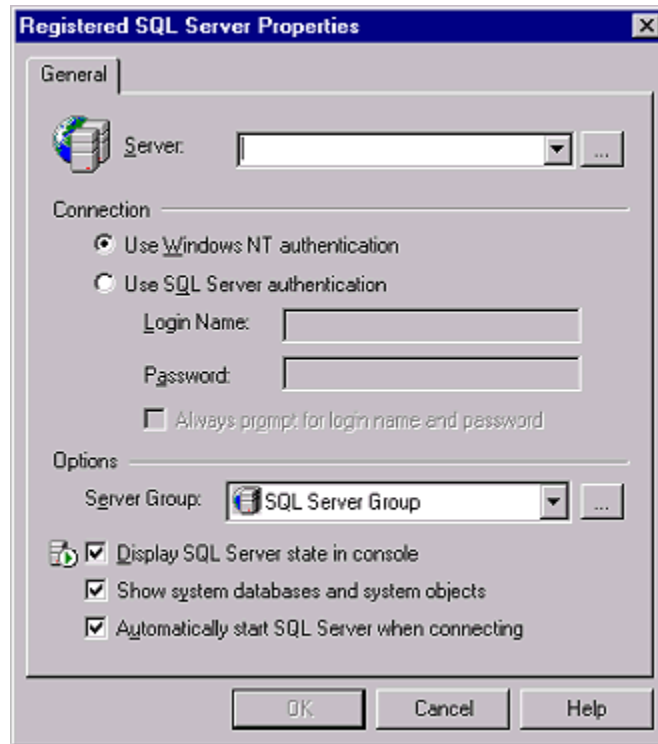 Registered SQL Server Properties
General
Server:
...
Connection
Use Windows NT authentication
Use SQL Server authentication
Login Name:
Password:
Always prompt for login name and password
Options
Server Group: SQL Server Group
...
Display SQL Server state in console
Show system databases and system objects
Automatically start SQL Server when connecting
OK Cancel Help